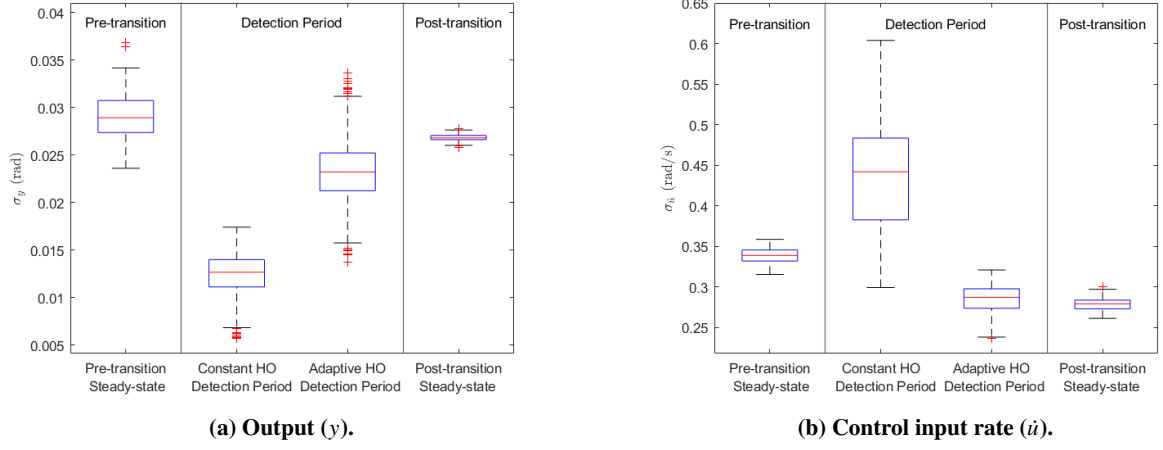 Pre-transition Detection Period Post-transition
0.04
0.035
0.03
0.025
0.02
0.015
0.01
0.005
σ_y (rad)
Pre-transition Constant HO Adaptive HO Post-transition
Steady-state Detection Period Detection Period Steady-state
(a) Output (y).
Pre-transition Detection Period Post-transition
0.65
0.6
0.55
0.5
0.45
0.4
0.35
0.3
0.25
σ_u̇ (rad/s)
Pre-transition Constant HO Adaptive HO Post-transition
Steady-state Detection Period Detection Period Steady-state
(b) Control input rate (u̇).